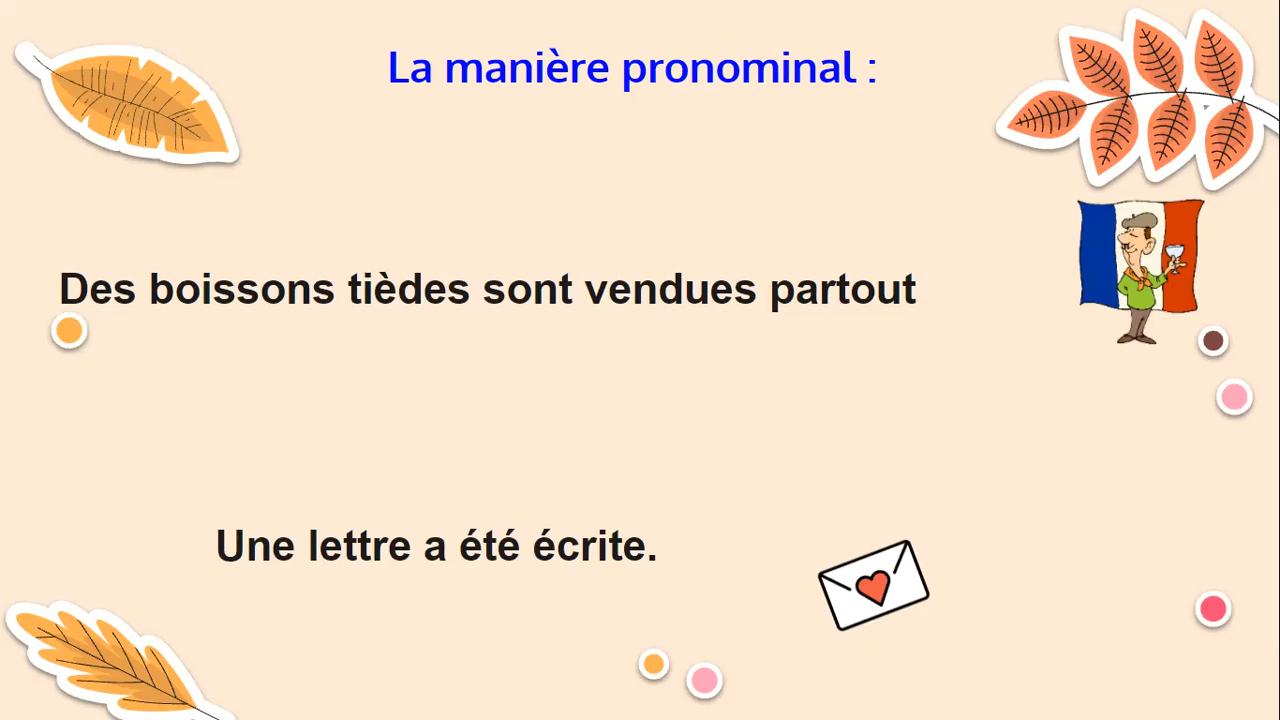 La manière pronominal :
Des boissons tièdes sont vendues partout
Une lettre a été écrite.